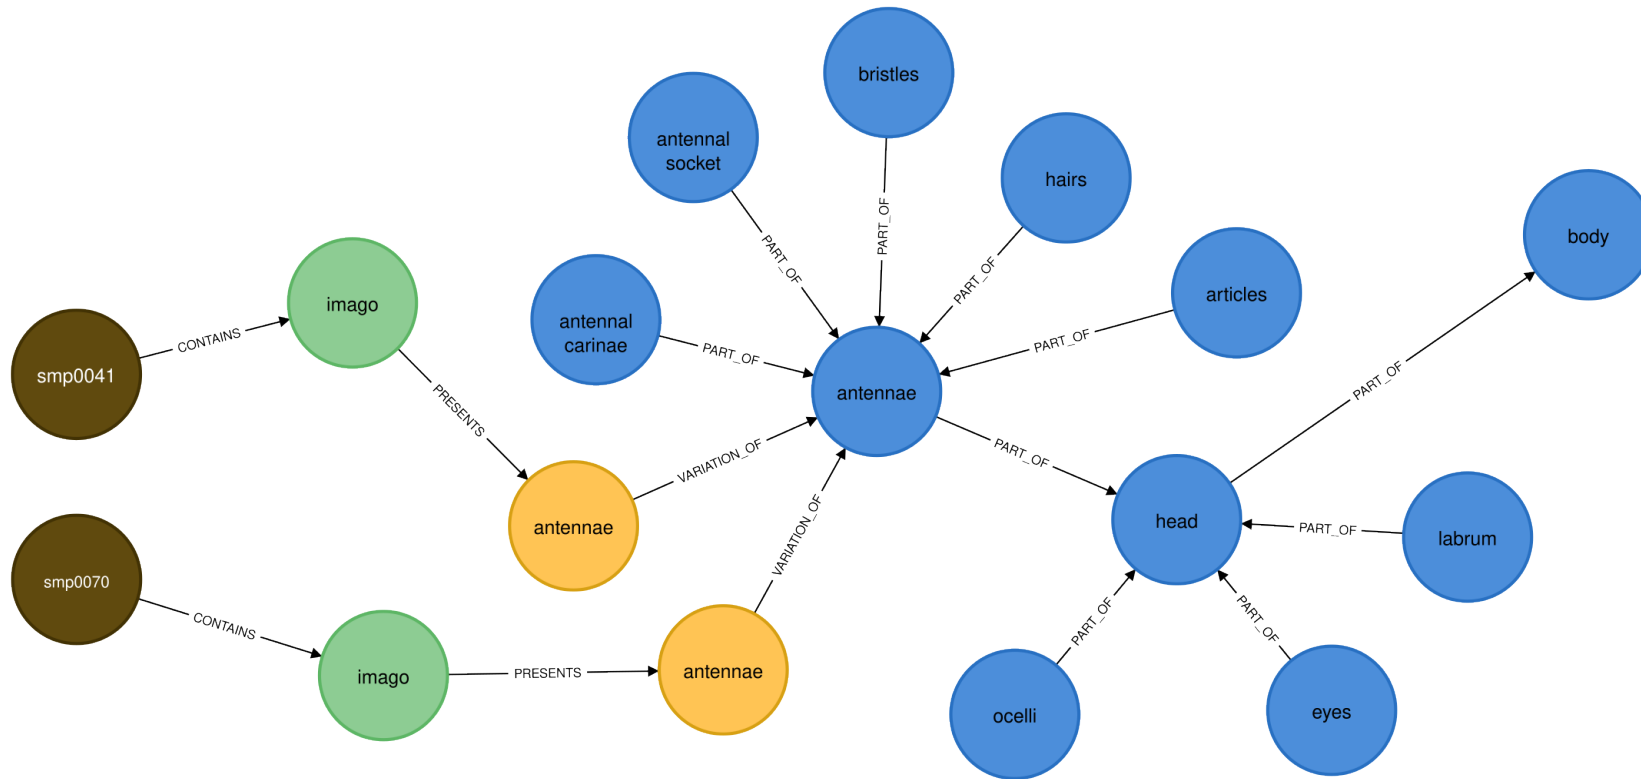 bristles
antennal
socket
hairs
body
PART_OF
PART_OF
PART_OF
articles
imago
antennal
carinae
CONTAINS
PART_OF
PART_OF
smp0041
PRESENTS
antennae
PART_OF
VARIATION_OF
PART_OF
antennae
head
PART_OF
labrum
VARIATION_OF
smp0070
CONTAINS
PART_OF
PART_OF
imago
PRESENTS
antennae
ocelli
eyes